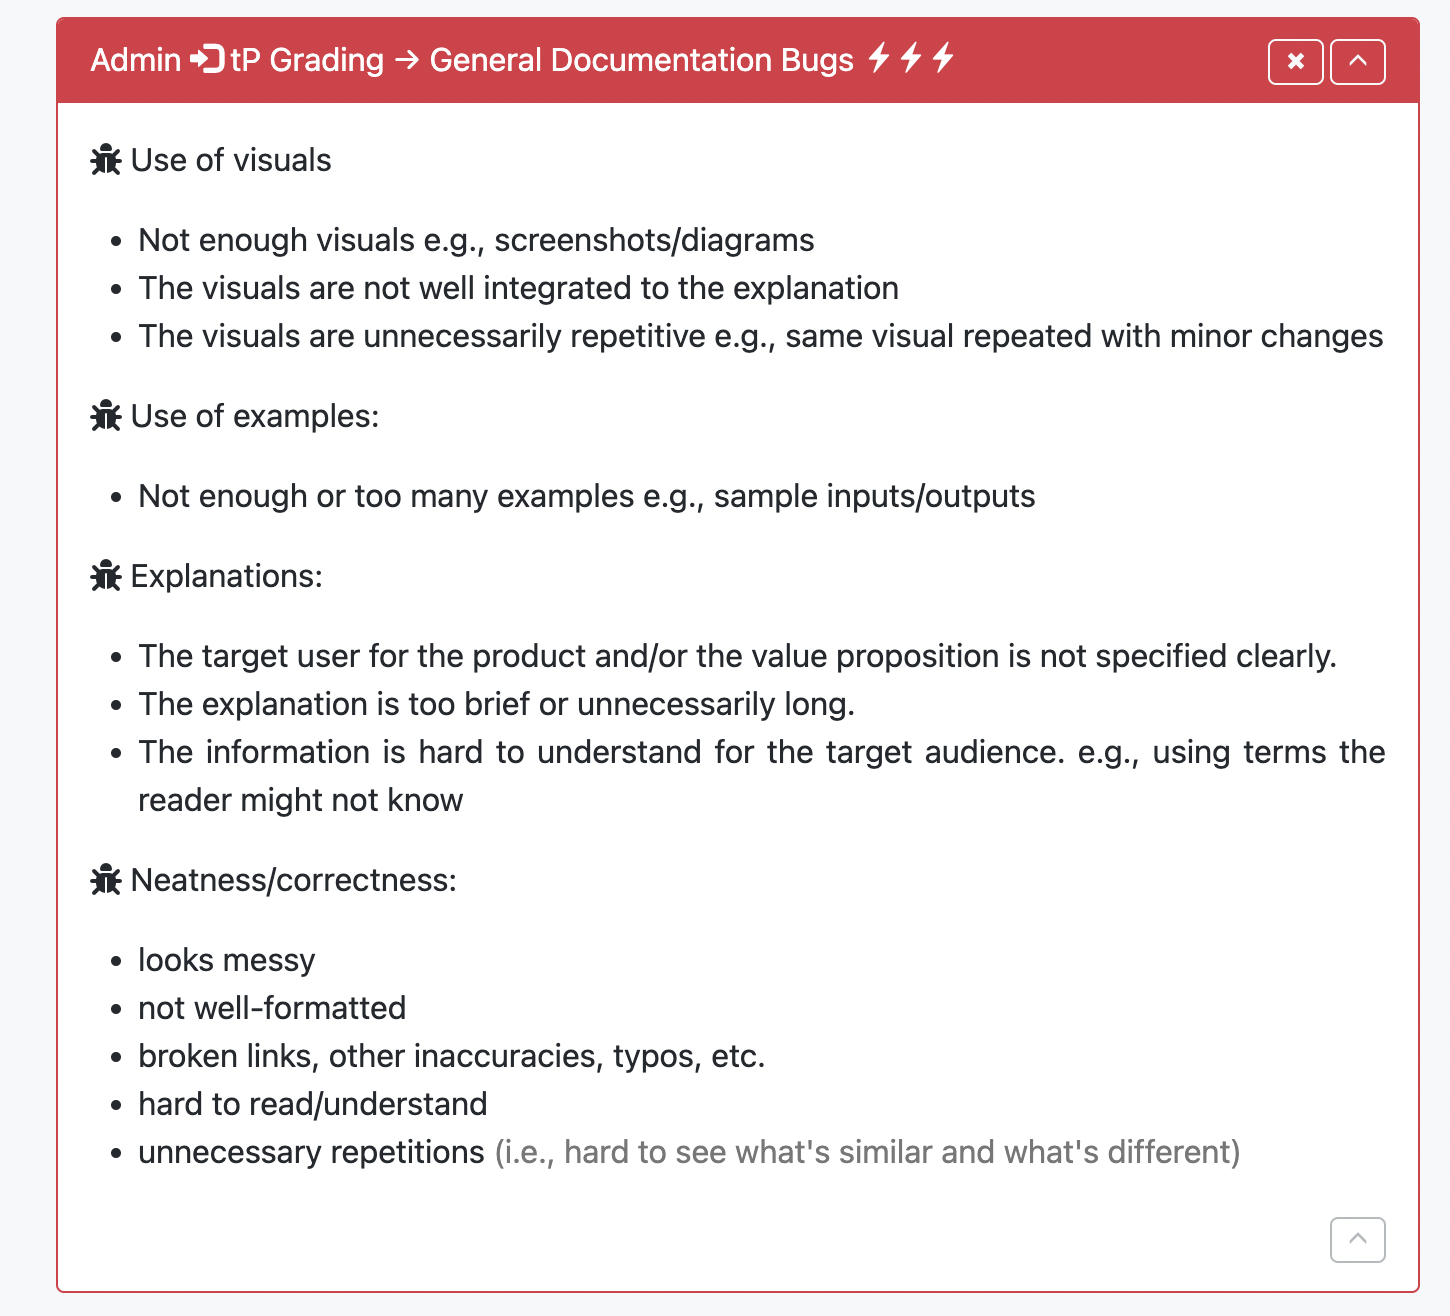 Admin tP Grading → General Documentation Bugs
Use of visuals
• Not enough visuals e.g., screenshots/diagrams
• The visuals are not well integrated to the explanation
• The visuals are unnecessarily repetitive e.g., same visual repeated with minor changes
Use of examples:
• Not enough or too many examples e.g., sample inputs/outputs
Explanations:
• The target user for the product and/or the value proposition is not specified clearly.
• The explanation is too brief or unnecessarily long.
• The information is hard to understand for the target audience. e.g., using terms the
reader might not know
Neatness/correctness:
• looks messy
• not well-formatted
• broken links, other inaccuracies, typos, etc.
• hard to read/understand
• unnecessary repetitions (i.e., hard to see what's similar and what's different)